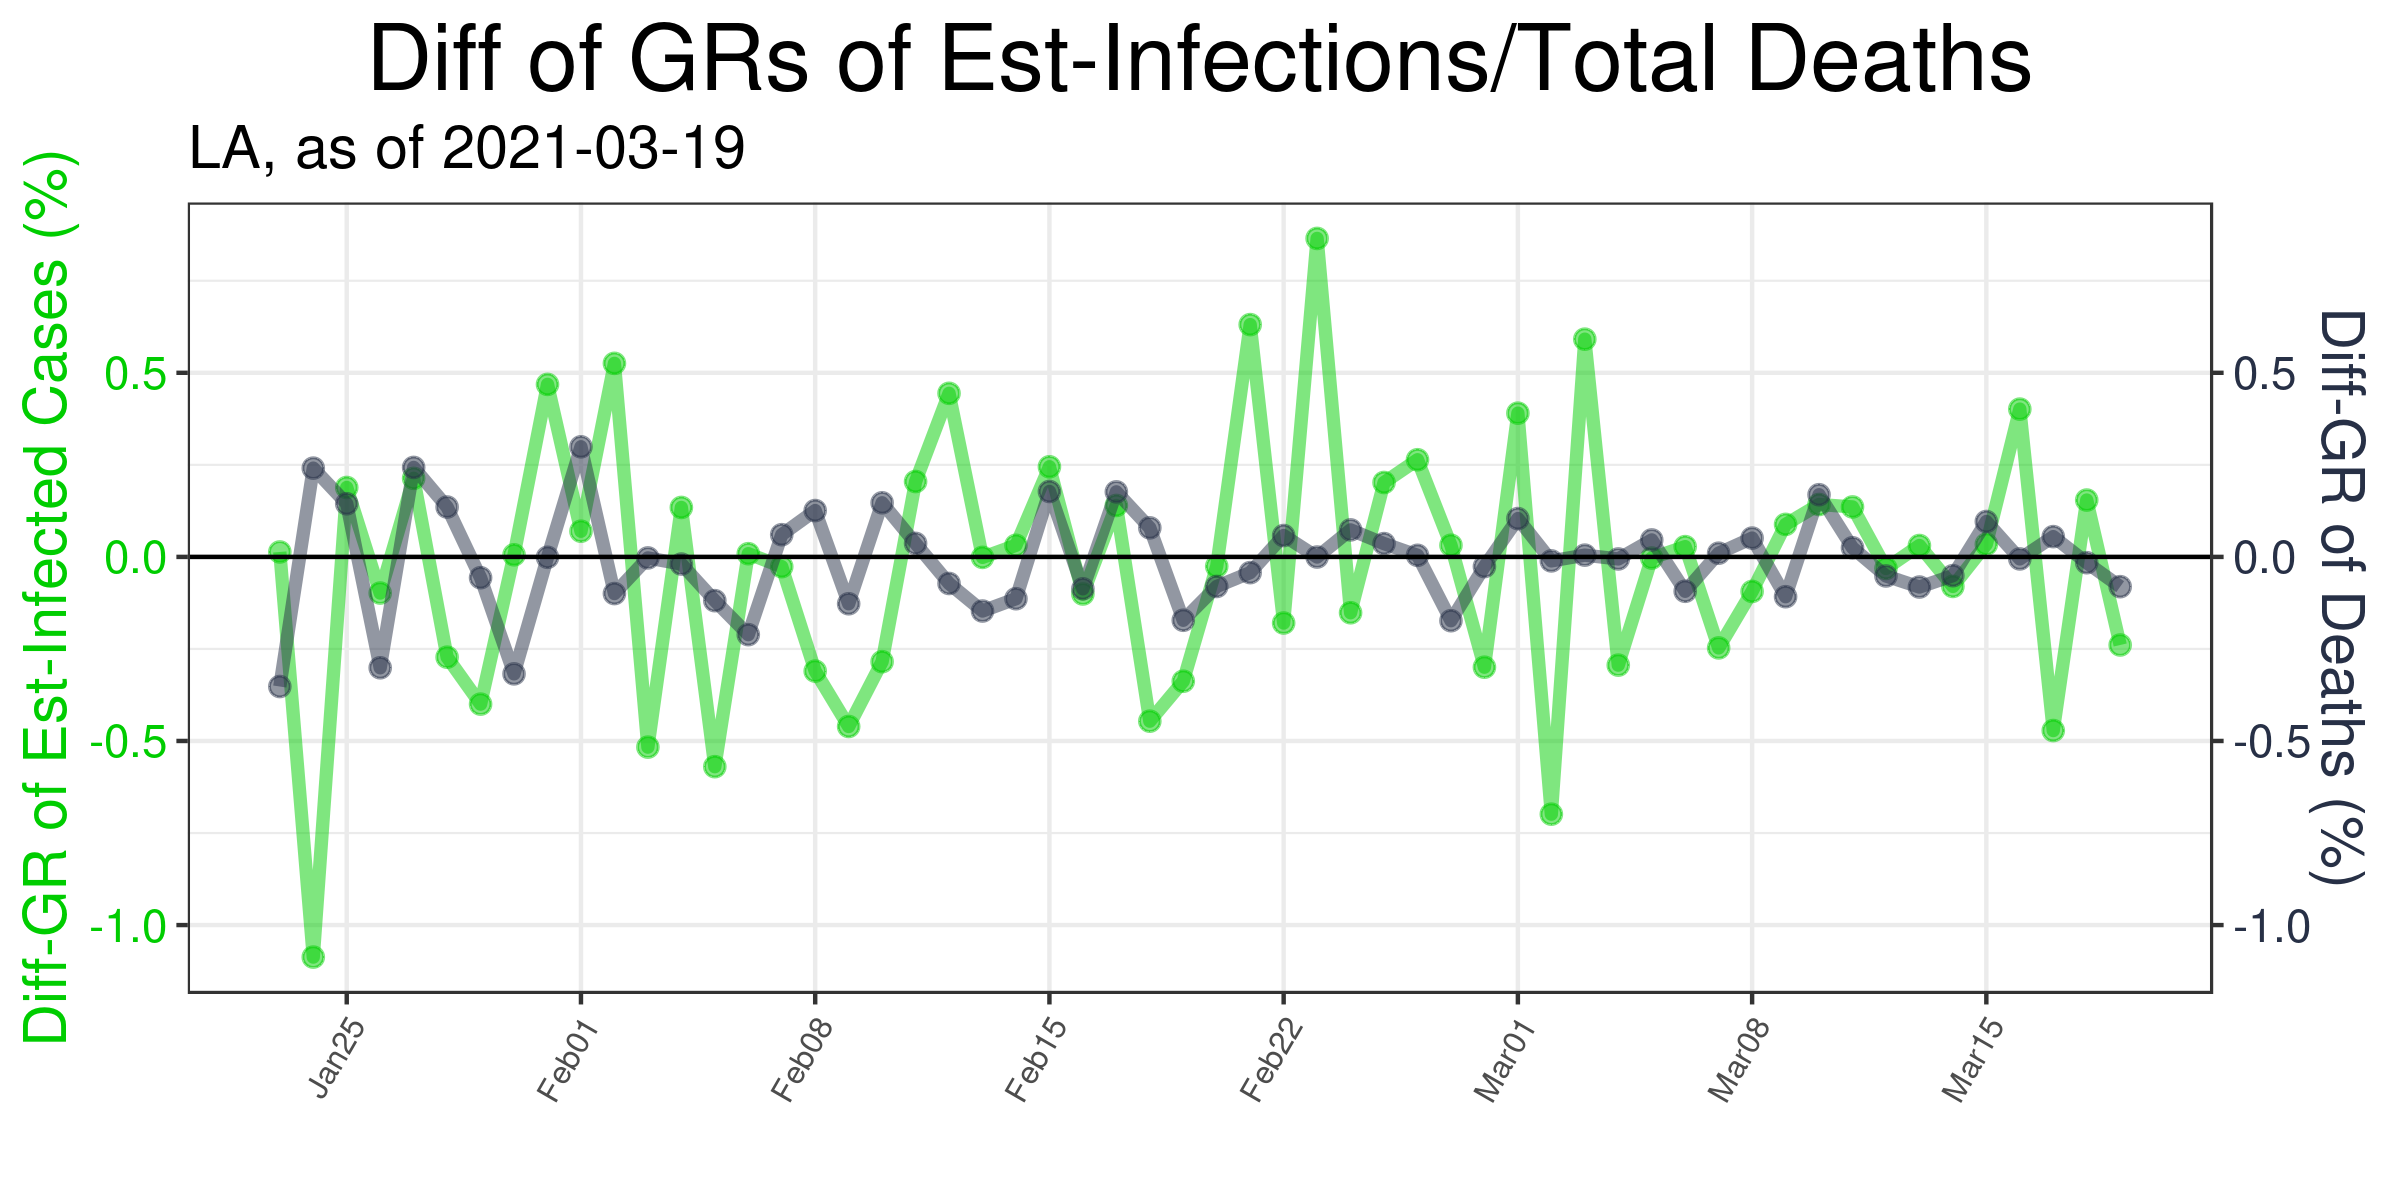 Diff of GRs of Est-Infections/Total Deaths
LA, as of 2021-03-19
Diff-GR of Est-Infected Cases (%)
0.5
0.0
-0.5
-1.0
0.5
0.0
-0.5
-1.0
Diff-GR of Deaths (%)
Jan25
Feb01
Feb08
Feb15
Feb22
Mar01
Mar08
Mar15